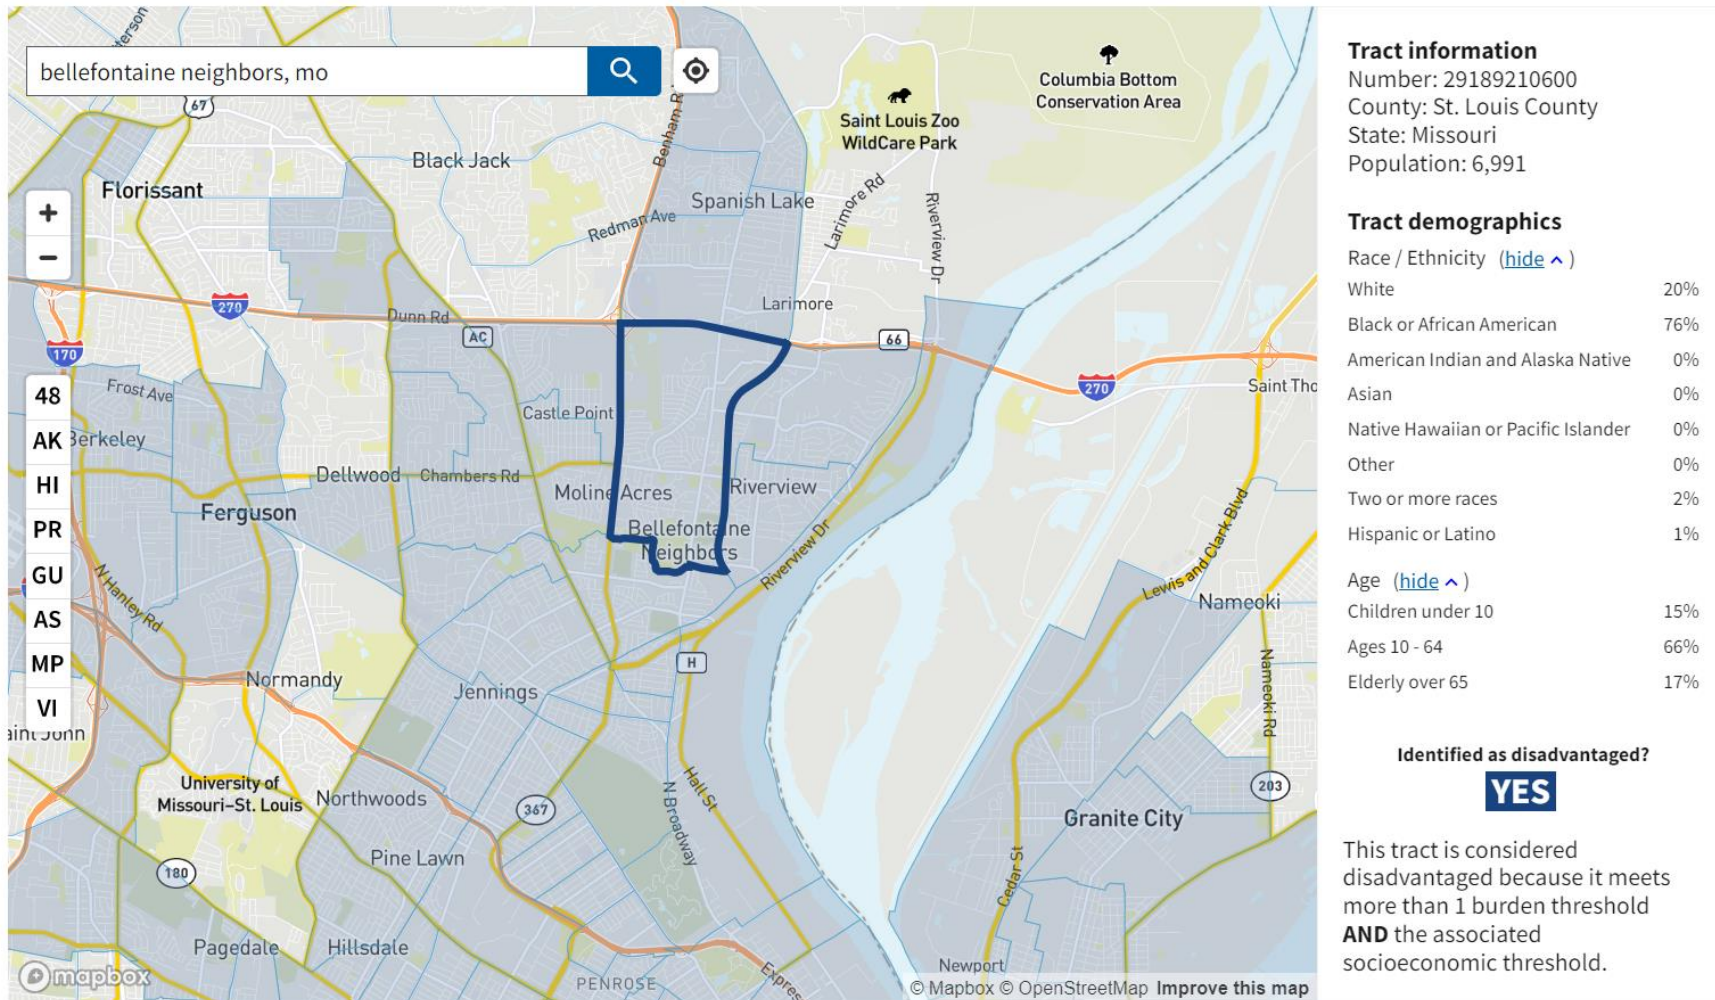 bellefontaine neighbors, mo
67
Benham R
Black Jack
Florissant
Saint Louis Zoo
WildCare Park
Columbia Bottom
Conservation Area
Spanish Lake
Larimore Rd
Riverview Dr
Redman Ave
+
−
270
Dunn Rd
AC
Larimore
66
170
Frost Ave
Castle Point
270
Saint Tho
48
AK
HI
PR
GU
AS
MP
VI
Berkeley
Dellwood
Chambers Rd
Moline Acres
Riverview
Ferguson
Bellefontaine
Neighbors
Riverview Dr
Lewis and Clark Blvd
Nameoki
N Hanley Rd
H
Normandy
Jennings
Nameoki Rd
aint John
University of
Missouri–St. Louis
Northwoods
367
Hall St
N Broadway
203
Granite City
Pine Lawn
180
Cedar St
Pagedale
Hillsdale
PENROSE
Expres
Newport
mapbox
© Mapbox © OpenStreetMap Improve this map
Tract information
Number: 29189210600
County: St. Louis County
State: Missouri
Population: 6,991
Tract demographics
Race / Ethnicity (hide )
White 20%
Black or African American 76%
American Indian and Alaska Native 0%
Asian 0%
Native Hawaiian or Pacific Islander 0%
Other 0%
Two or more races 2%
Hispanic or Latino 1%
Age (hide )
Children under 10 15%
Ages 10 - 64 66%
Elderly over 65 17%
Identified as disadvantaged?
YES
This tract is considered
disadvantaged because it meets
more than 1 burden threshold
AND the associated
socioeconomic threshold.